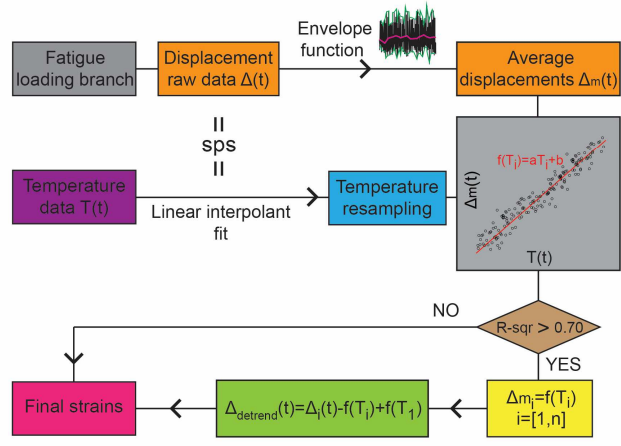 Fatigue
loading branch
Displacement
raw data Δ(t)
Envelope
function
Average
displacements Δm(t)
=
sps
=
Temperature
data T(t)
Linear interpolant
fit
Temperature
resampling
Δm(t)
f(Ti)=aTi+b
T(t)
R-sqr > 0.70
NO
YES
Final strains
Δdetrend(t)=Δi(t)-f(Ti)+f(T1)
Δmi=f(Ti)
i=[1,n]